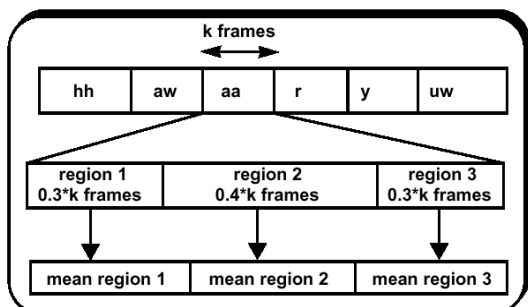 k frames
hh aw aa r y uw
region 1 region 2 region 3
0.3*k frames 0.4*k frames 0.3*k frames
mean region 1 mean region 2 mean region 3